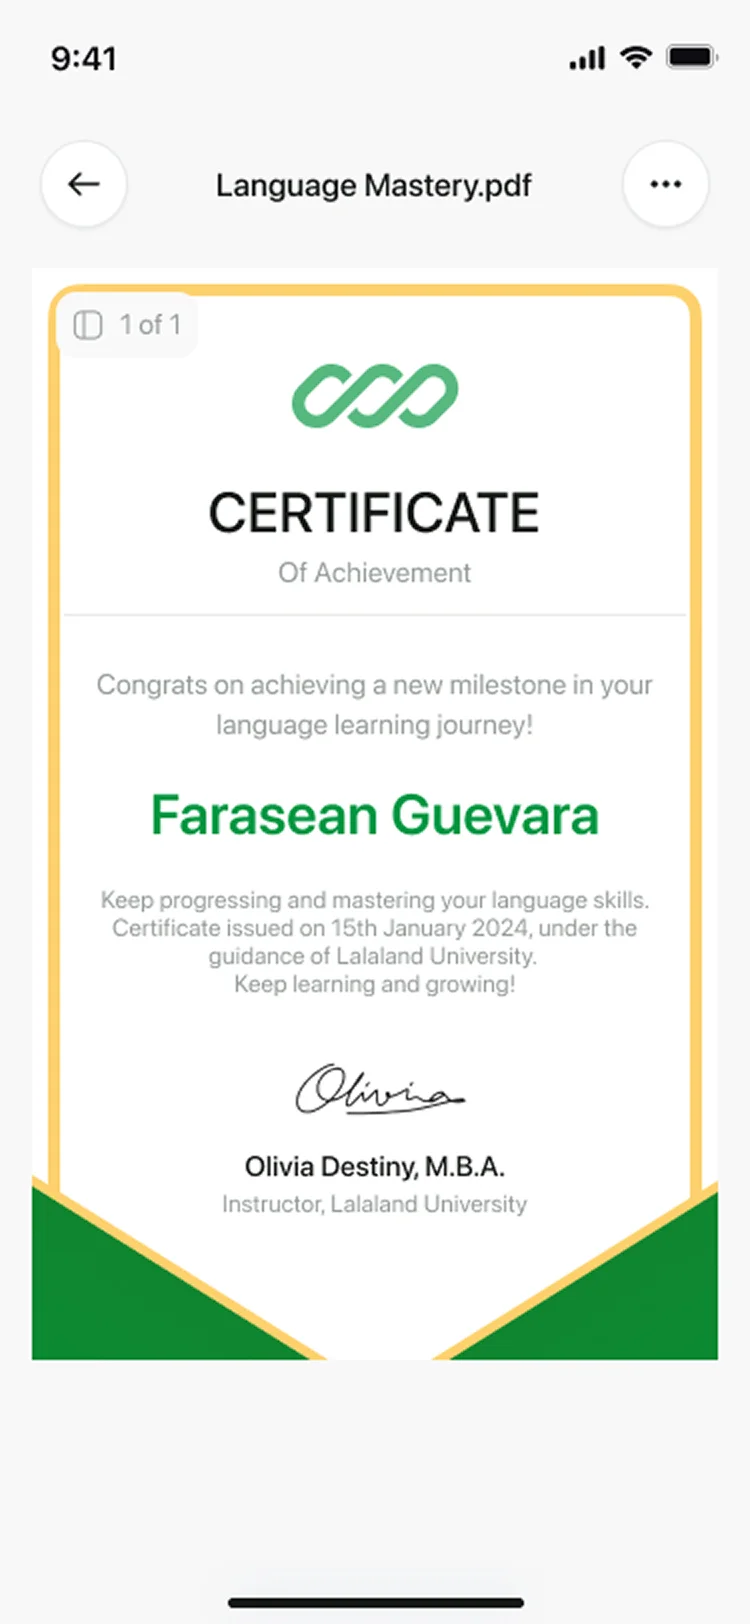 9:41
Language Mastery.pdf
1 of 1
CERTIFICATE
Of Achievement
Congrats on achieving a new milestone in your
language learning journey!
Farasean Guevara
Keep progressing and mastering your language skills.
Certificate issued on 15th January 2024, under the
guidance of Lalaland University.
Keep learning and growing!
Olivina
Olivia Destiny, M.B.A.
Instructor, Lalaland University